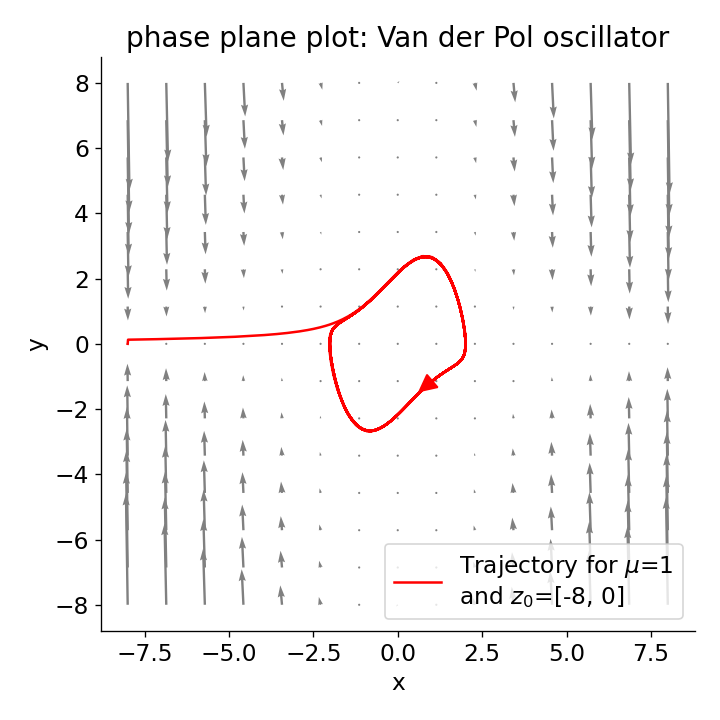 phase plane plot: Van der Pol oscillator
8
6
4
2
0
−2
−4
−6
−8
y
Trajectory for μ=1
and z₀=[-8, 0]
−7.5 −5.0 −2.5 0.0 2.5 5.0 7.5
x